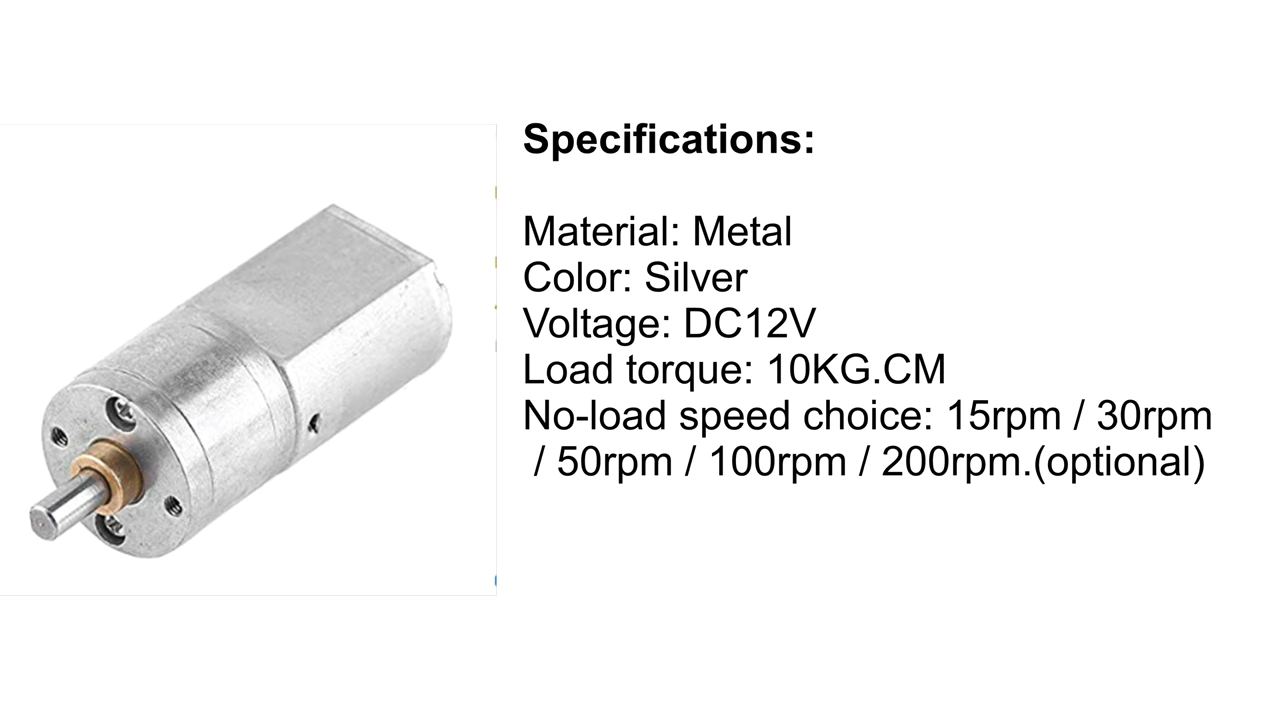 Specifications:
Material: Metal
Color: Silver
Voltage: DC12V
Load torque: 10KG.CM
No-load speed choice: 15rpm / 30rpm
/ 50rpm / 100rpm / 200rpm.(optional)